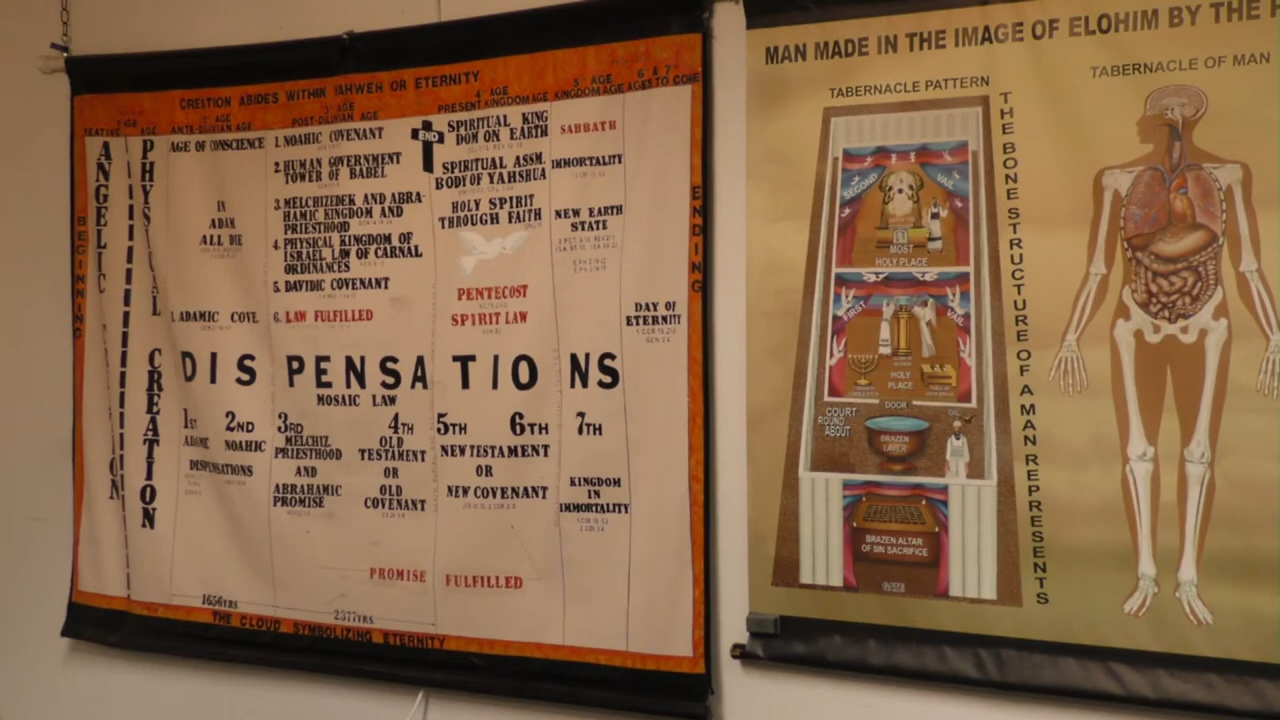 CREATION ABIDES WITHIN YAHWEH OR ETERNITY
AGE
ANTE-DILUVIAN AGE
POST-DILUVIAN AGE
4TH AGE
PRESENT KINGDOM AGE
5TH AGE
KINGDOM AGE
6 & 7TH
AGES TO COME
BEGINNING
ANGELIC
PHYSICAL CREATION
AGE OF CONSCIENCE
IN
ADAM
ALL DIE
1. ADAMIC COVE.
1. NOAHIC COVENANT
2. HUMAN GOVERNMENT
TOWER OF BABEL
3. MELCHIZEDEK AND ABRA-
HAMIC KINGDOM AND
PRIESTHOOD
4. PHYSICAL KINGDOM OF
ISRAEL LAW OF CARNAL
ORDINANCES
5. DAVIDIC COVENANT
6. LAW FULFILLED
END
SPIRITUAL KING
DOM ON EARTH
SPIRITUAL ASSM.
BODY OF YAHSHUA
HOLY SPIRIT
THROUGH FAITH
PENTECOST
SPIRIT LAW
SABBATH
IMMORTALITY
NEW EARTH
STATE
DAY OF
ETERNITY
ENDING
DISPENSATIONS
MOSAIC LAW
1ST 2ND 3RD 4TH 5TH 6TH 7TH
ADAMIC NOAHIC
DISPENSATIONS
MELCHIZ.
PRIESTHOOD
AND
ABRAHAMIC
PROMISE
OLD
TESTAMENT
OR
OLD
COVENANT
NEW TESTAMENT
OR
NEW COVENANT
KINGDOM
IN
IMMORTALITY
PROMISE FULFILLED
1656 YRS.
2377 YRS.
THE CLOUD SYMBOLIZING ETERNITY
MAN MADE IN THE IMAGE OF ELOHIM BY THE
TABERNACLE PATTERN
TABERNACLE OF MAN
THE BONE STRUCTURE OF A MAN REPRESENTS
SECOND VAIL
MOST
HOLY PLACE
FIRST VAIL
HOLY
PLACE
DOOR
COURT
ROUND
ABOUT
OIL
BRAZEN
LAVER
BRAZEN ALTAR
OF SIN SACRIFICE
GATE